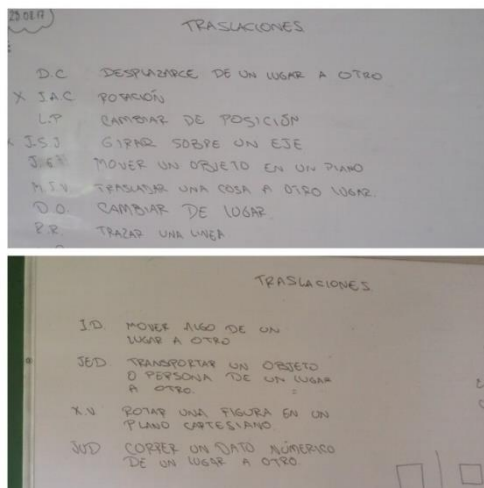 29.08.17
TRASLACIONES
D.C DESPLAZARCE DE UN LUGAR A OTRO
X J.A.C ROTACIÓN
L.P CAMBIAR DE POSICIÓN
x J.S.J GIRAR SOBRE UN EJE
MOVER UN OBJETO EN UN PLANO
M.S.V TRASLADAR UNA COSA A OTRO LUGAR.
D.O. CAMBIAR DE LUGAR
R.R. TRAZAR UNA LINEA
TRASLACIONES
I.D. MOVER ALGO DE UN
LUGAR A OTRO
JED. TRANSPORTAR UN OBJETO
O PERSONA DE UN LUGAR
A OTRO.
X.V ROTAR UNA FIGURA EN UN
PLANO CARTESIANO
JUD CORRER UN DATO NÚMERICO
DE UN LUGAR A OTRO